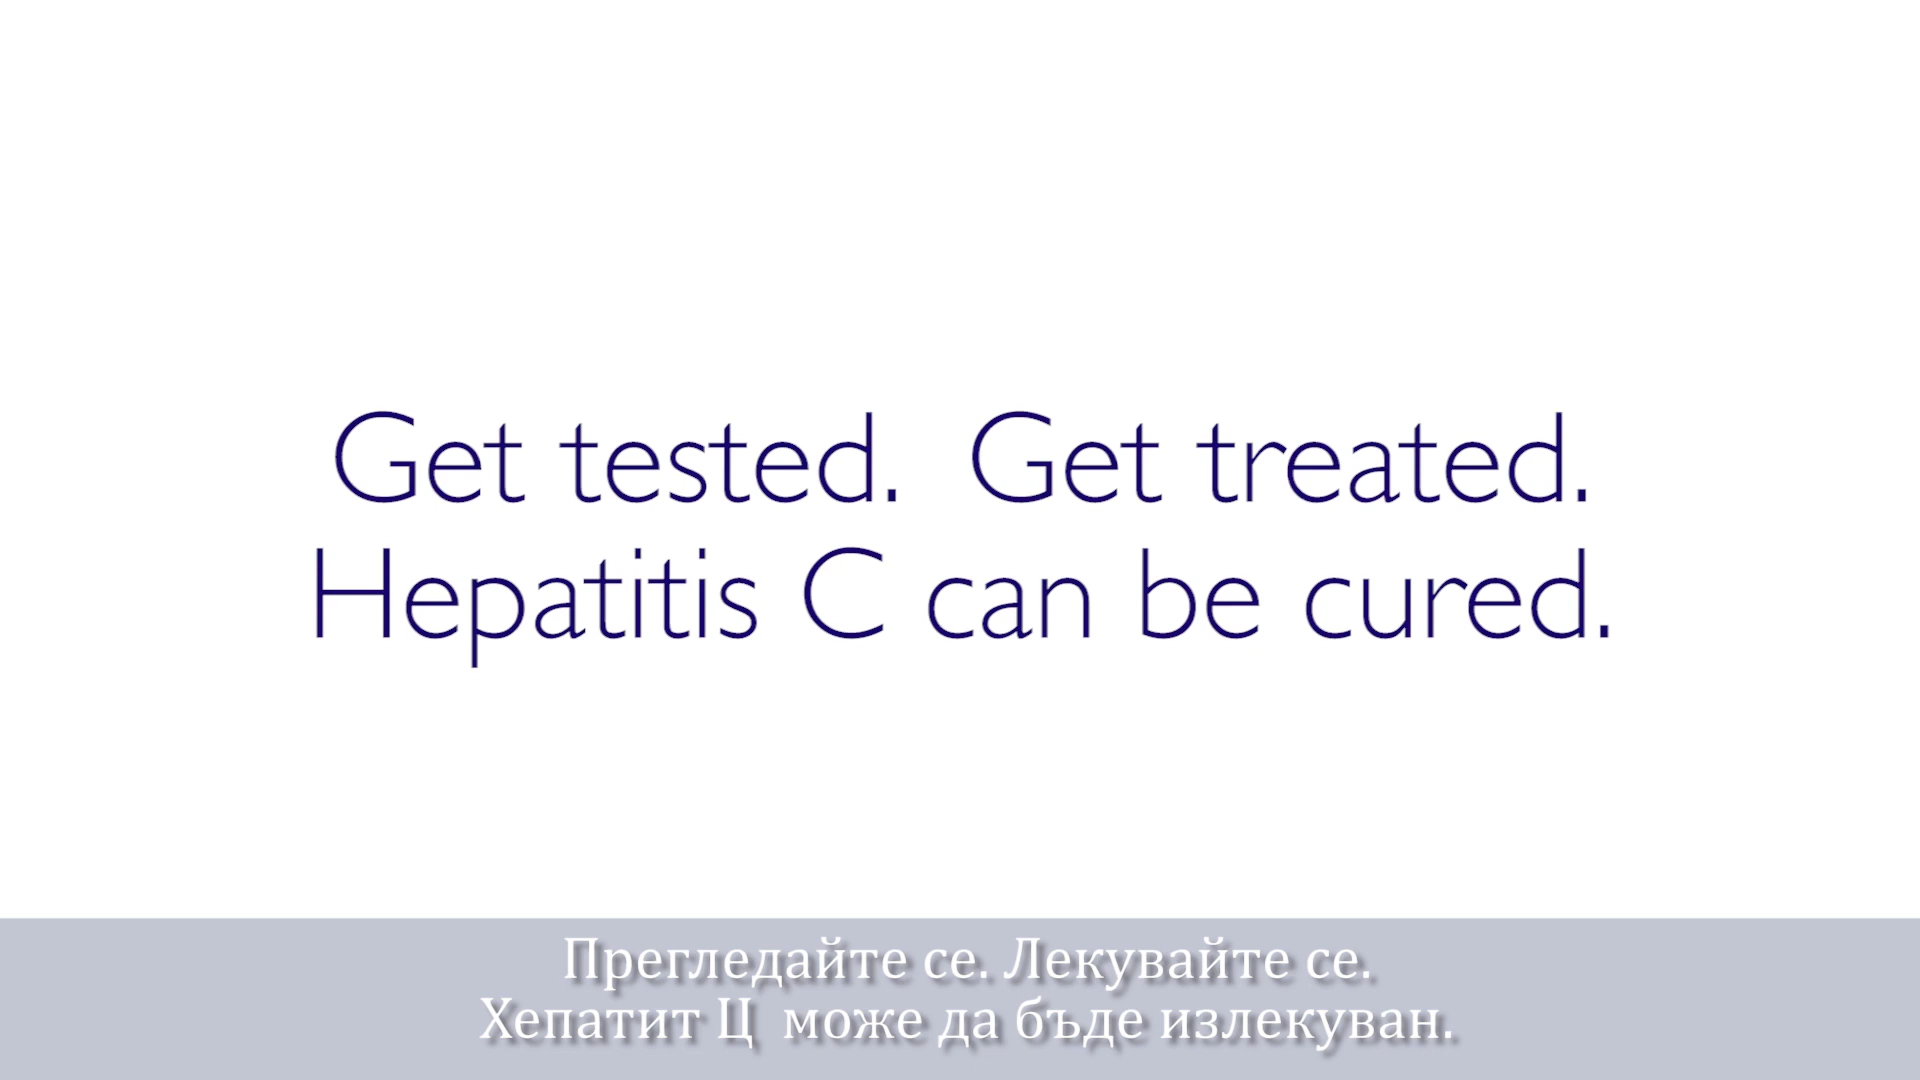 Get tested.  Get treated.
Hepatitis C can be cured.
Прегледайте се. Лекувайте се.
Хепатит Ц  може да бъде излекуван.